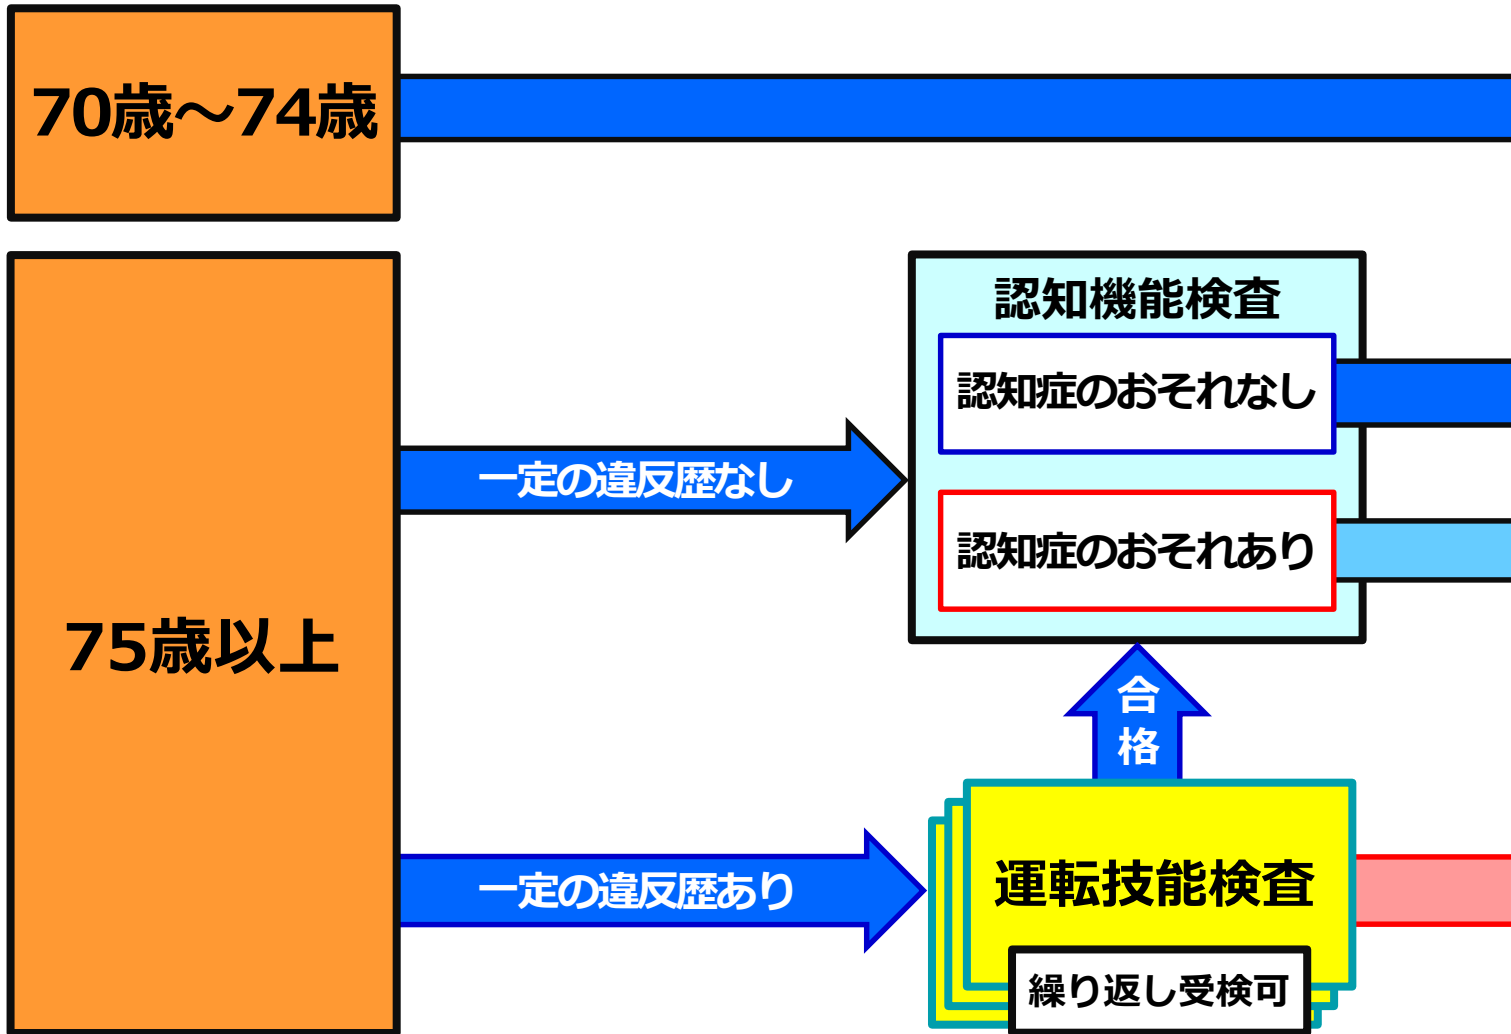 70歳～74歳
75歳以上
一定の違反歴なし
一定の違反歴あり
認知機能検査
認知症のおそれなし
認知症のおそれあり
合
格
運転技能検査
繰り返し受検可